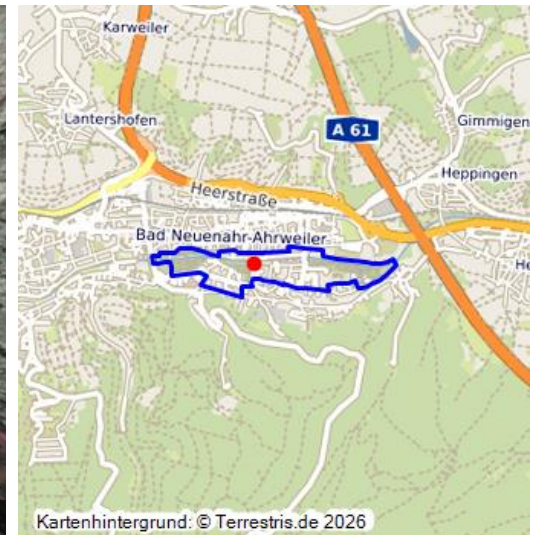 Karweiler
Lantershofen
A 61
Gimmigen
Heppingen
Heerstraße
Bad Neuenahr-Ahrweiler
He
Kartenhintergrund: © Terrestris.de 2026